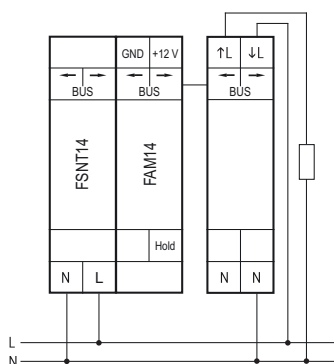 GND +12 V ↑L ↓L
← → ← → ← →
BUS BUS BUS
FSNT14
FAM14
Hold
N L N N
L
N